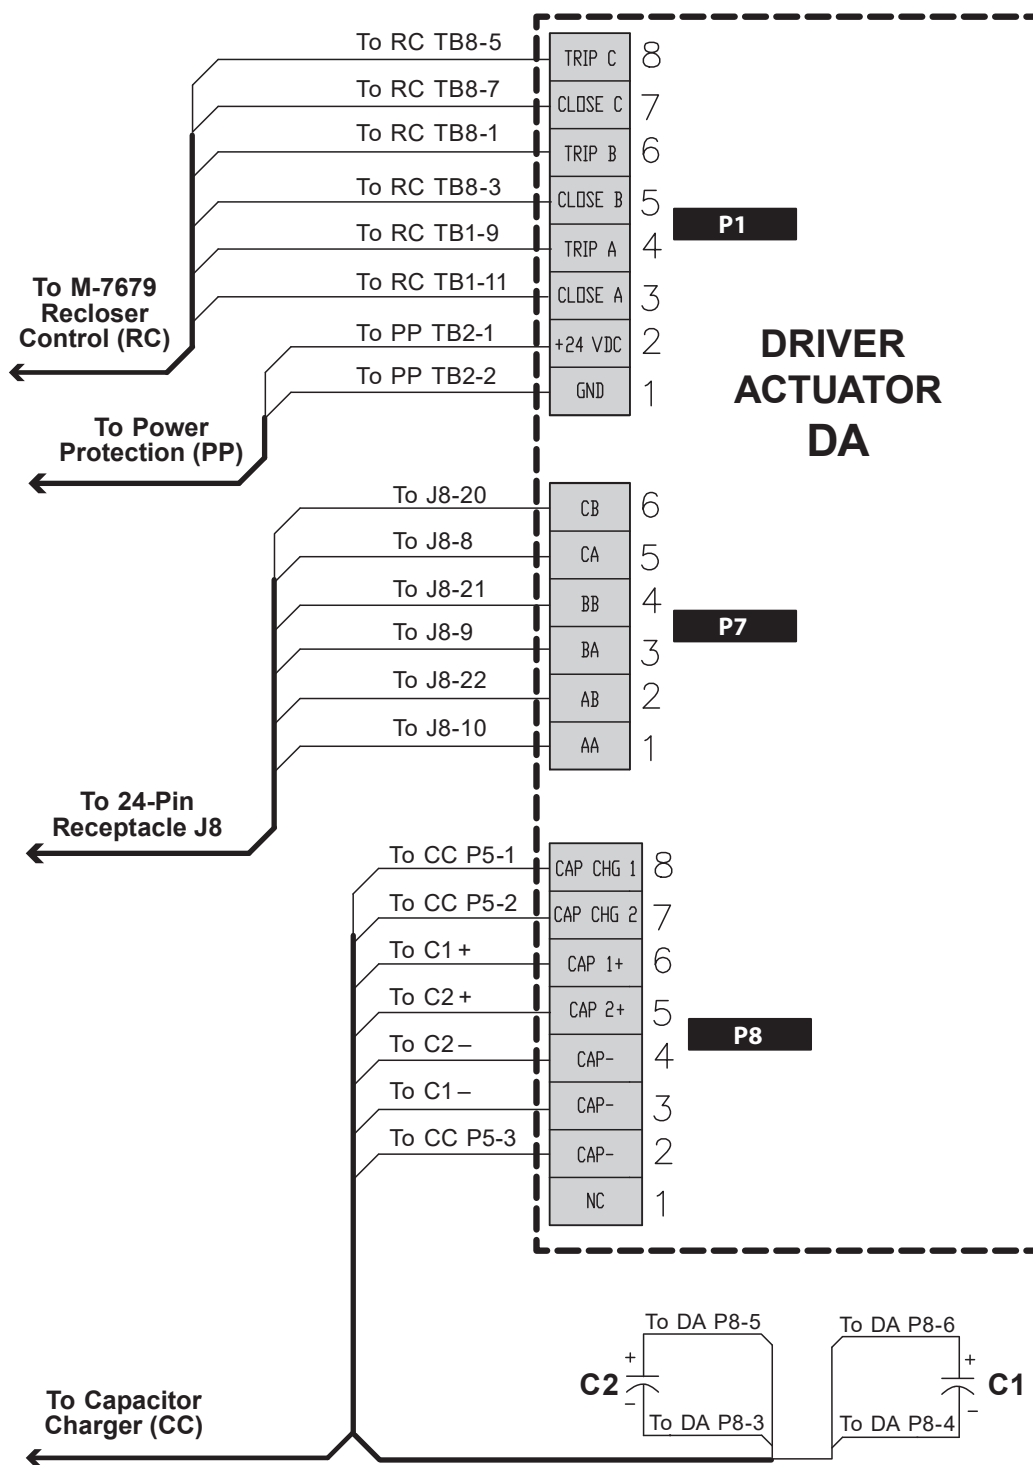 To RC TB8-5
TRIP C 8
To RC TB8-7
CLOSE C 7
To RC TB8-1
TRIP B 6
To RC TB8-3
CLOSE B 5
P1
To RC TB1-9
TRIP A 4
To RC TB1-11
CLOSE A 3
To M-7679
Recloser
Control (RC)
To PP TB2-1
+24 VDC 2
To PP TB2-2
GND 1
DRIVER
ACTUATOR
DA
To Power
Protection (PP)
To J8-20
CB 6
To J8-8
CA 5
To J8-21
BB 4
P7
To J8-9
BA 3
To J8-22
AB 2
To J8-10
AA 1
To 24-Pin
Receptacle J8
To CC P5-1
CAP CHG 1 8
To CC P5-2
CAP CHG 2 7
To C1+
CAP 1+ 6
To C2+
CAP 2+ 5
P8
To C2–
CAP- 4
To C1–
CAP- 3
To CC P5-3
CAP- 2
NC 1
To DA P8-5
To DA P8-6
+
+
C2
C1
–
–
To DA P8-3
To DA P8-4
To Capacitor
Charger (CC)